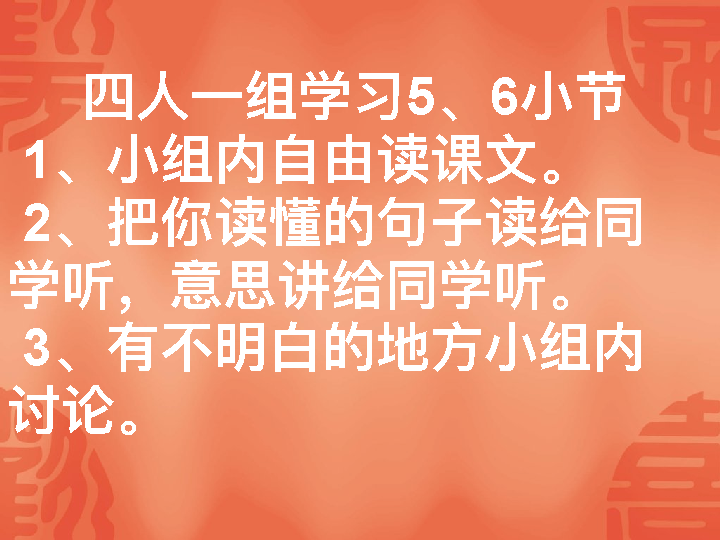 四人一组学习5、6小节
1、小组内自由读课文。
2、把你读懂的句子读给同
学听，意思讲给同学听。
3、有不明白的地方小组内
讨论。